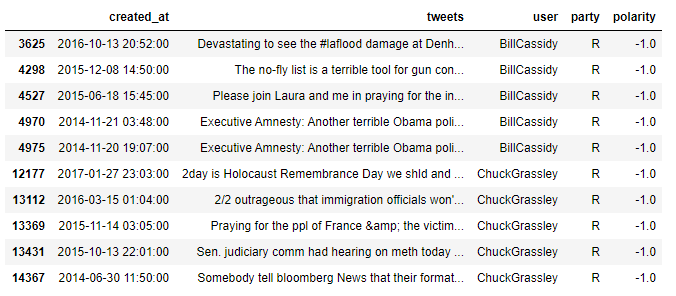 created_at tweets user party polarity
3625 2016-10-13 20:52:00 Devastating to see the #laflood damage at Denh... BillCassidy R -1.0
4298 2015-12-08 14:50:00 The no-fly list is a terrible tool for gun con... BillCassidy R -1.0
4527 2015-06-18 15:45:00 Please join Laura and me in praying for the in... BillCassidy R -1.0
4970 2014-11-21 03:48:00 Executive Amnesty: Another terrible Obama poli... BillCassidy R -1.0
4975 2014-11-20 19:07:00 Executive Amnesty: Another terrible Obama poli... BillCassidy R -1.0
12177 2017-01-27 23:03:00 2day is Holocaust Remembrance Day we shld and ... ChuckGrassley R -1.0
13112 2016-03-15 01:04:00 2/2 outrageous that immigration officials won'... ChuckGrassley R -1.0
13369 2015-11-14 03:05:00 Praying for the ppl of France &amp; the victim... ChuckGrassley R -1.0
13431 2015-10-13 22:01:00 Sen. judiciary comm had hearing on meth today ... ChuckGrassley R -1.0
14367 2014-06-30 11:50:00 Somebody tell bloomberg News that their format... ChuckGrassley R -1.0